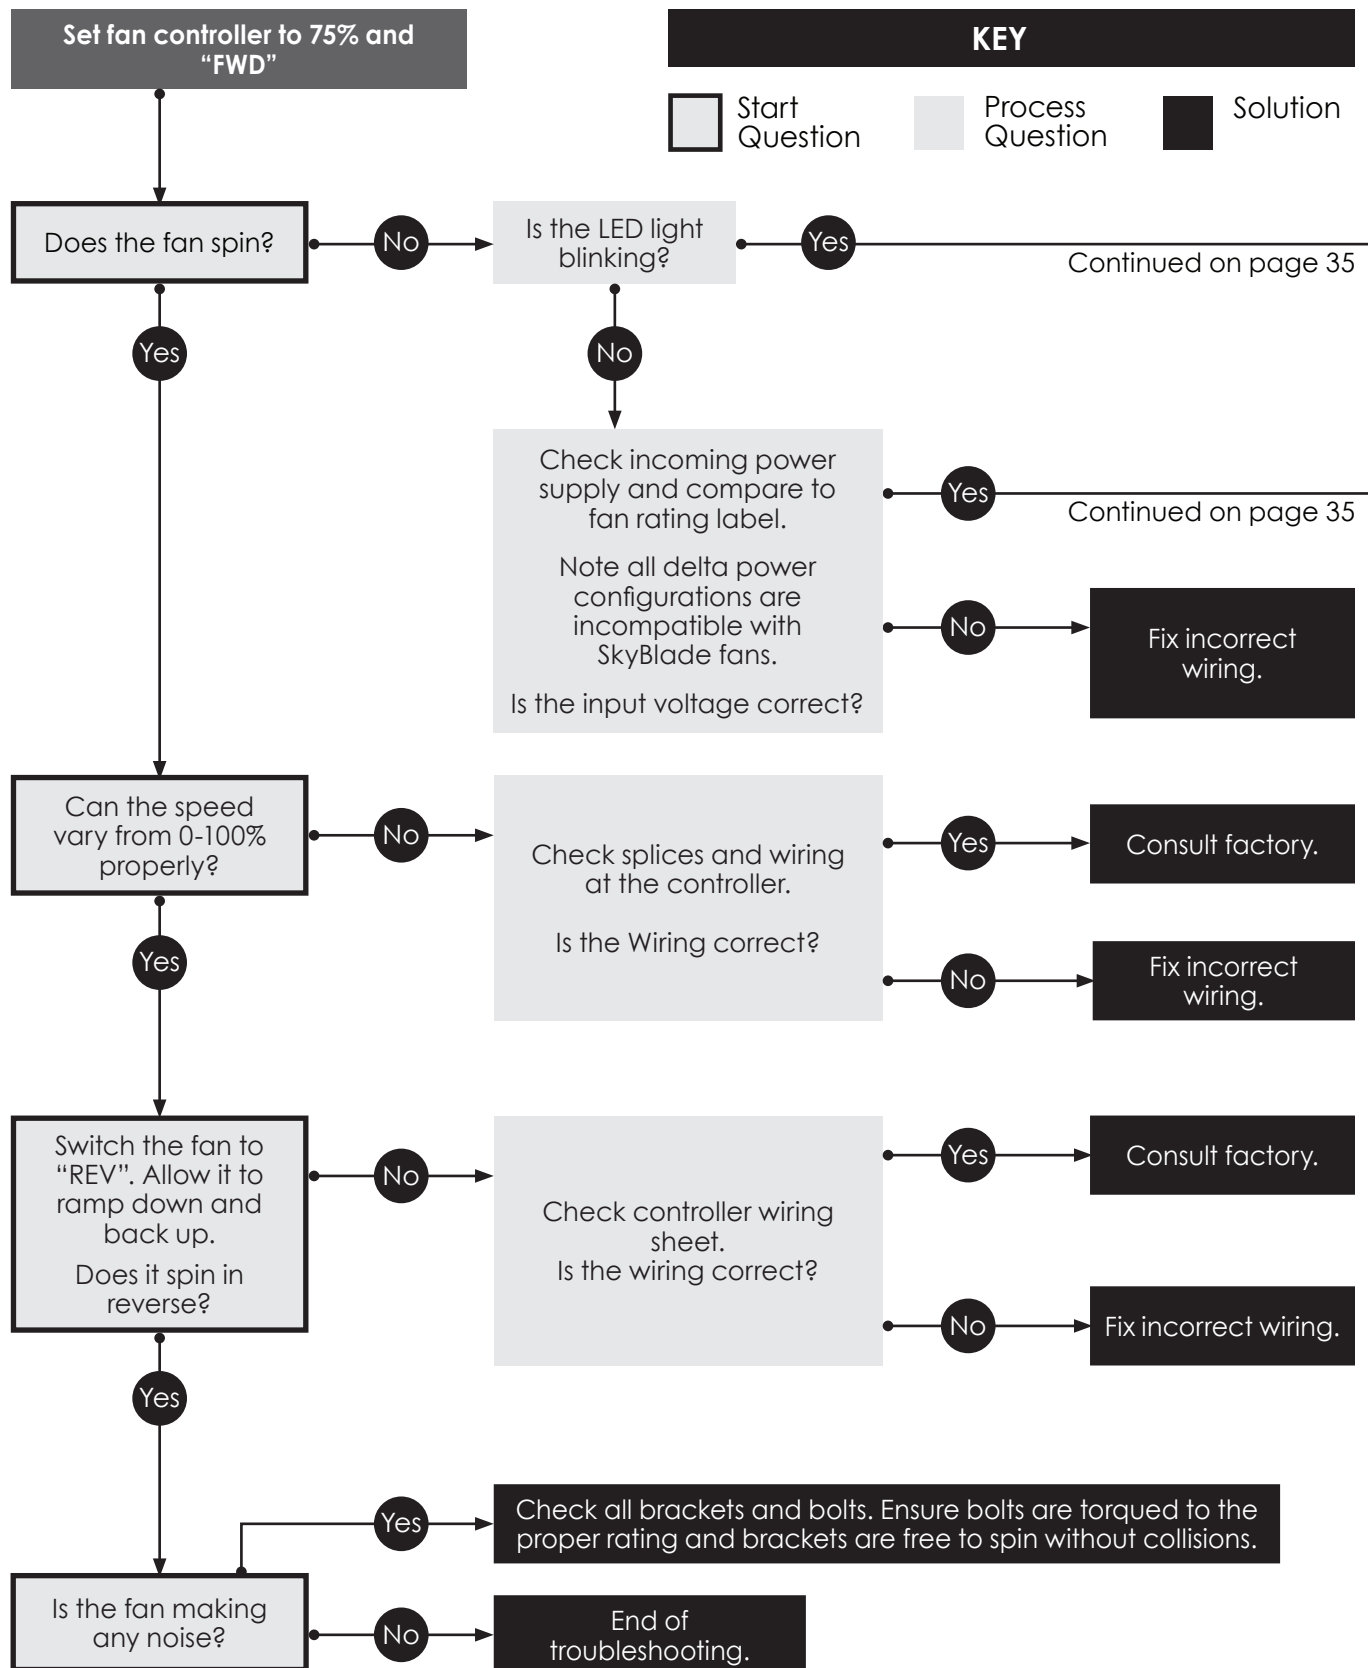 Set fan controller to 75% and
“FWD”
KEY
Start
Question
Process
Question
Solution
Does the fan spin?
No
Is the LED light
blinking?
Yes
Continued on page 35
Yes
No
Check incoming power
supply and compare to
fan rating label.
Note all delta power
configurations are
incompatible with
SkyBlade fans.
Is the input voltage correct?
Yes
Continued on page 35
No
Fix incorrect
wiring.
Can the speed
vary from 0-100%
properly?
No
Check splices and wiring
at the controller.
Is the Wiring correct?
Yes
Consult factory.
No
Fix incorrect
wiring.
Yes
Switch the fan to
“REV”. Allow it to
ramp down and
back up.
Does it spin in
reverse?
No
Check controller wiring
sheet.
Is the wiring correct?
Yes
Consult factory.
No
Fix incorrect wiring.
Yes
Is the fan making
any noise?
Yes
Check all brackets and bolts. Ensure bolts are torqued to the
proper rating and brackets are free to spin without collisions.
No
End of
troubleshooting.